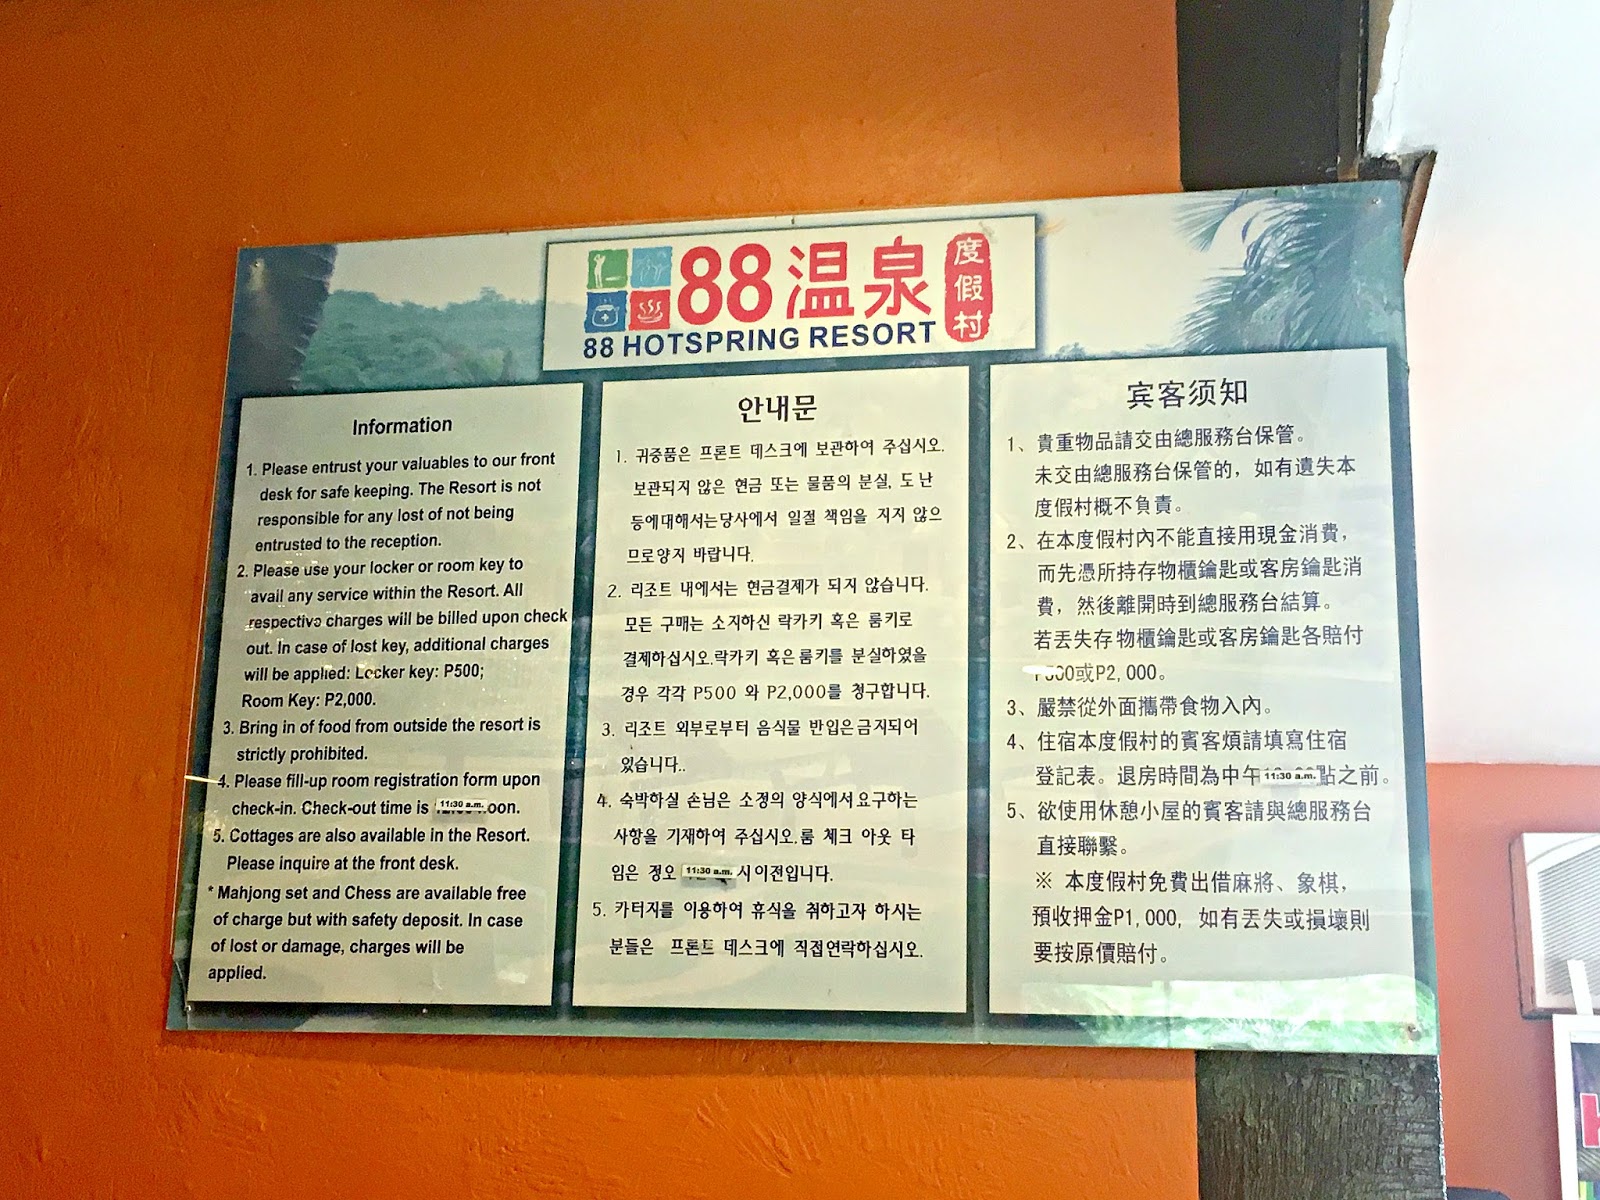 88 温泉
度假村
88 HOTSPRING RESORT
Information
1. Please entrust your valuables to our front
desk for safe keeping. The Resort is not
responsible for any lost of not being
entrusted to the reception.
2. Please use your locker or room key to
avail any service within the Resort. All
respective charges will be billed upon check
out. In case of lost key, additional charges
will be applied: Locker key: P500;
Room Key: P2,000.
3. Bring in of food from outside the resort is
strictly prohibited.
4. Please fill-up room registration form upon
check-in. Check-out time is 11:30 a.m. oon.
5. Cottages are also available in the Resort.
Please inquire at the front desk.
* Mahjong set and Chess are available free
of charge but with safety deposit. In case
of lost or damage, charges will be
applied.
안내문
1. 귀중품은 프론트 데스크에 보관하여 주십시오.
보관되지 않은 현금 또는 물품의 분실, 도난
등에대해서는당사에서 일절 책임을 지지 않으
므로양지 바랍니다.
2. 리조트 내에서는 현금결제가 되지 않습니다.
모든 구매는 소지하신 락카키 혹은 룸키로
결제하십시오.락카키 혹은룸키를 분실하였을
경우 각각 P500 와 P2,000를 청구합니다.
3. 리조트 외부로부터 음식물 반입은금지되어
있습니다..
4. 숙박하실 손님은 소정의 양식에서요구하는
사항을 기재하여 주십시오.룸 체크 아웃 타
임은 정오 11:30 a.m. 시이전입니다.
5. 카터지를 이용하여 휴식을 취하고자 하시는
분들은 프론트 데스크에 직접연락하십시오.
宾客须知
1、貴重物品請交由總服務台保管。
未交由總服務台保管的，如有遺失本
度假村概不負責。
2、在本度假村內不能直接用現金消費，
而先憑所持存物櫃鑰匙或客房鑰匙消
費，然後離開時到總服務台結算。
若丟失存物櫃鑰匙或客房鑰匙各賠付
P500或P2,000。
3、嚴禁從外面攜帶食物入內。
4、住宿本度假村的賓客煩請填寫住宿
登記表。退房時間為中午 11:30 a.m. 點之前。
5、欲使用休憩小屋的賓客請與總服務台
直接聯繫。
※ 本度假村免費出借麻將、象棋，
預收押金P1,000，如有丟失或損壞則
要按原價賠付。